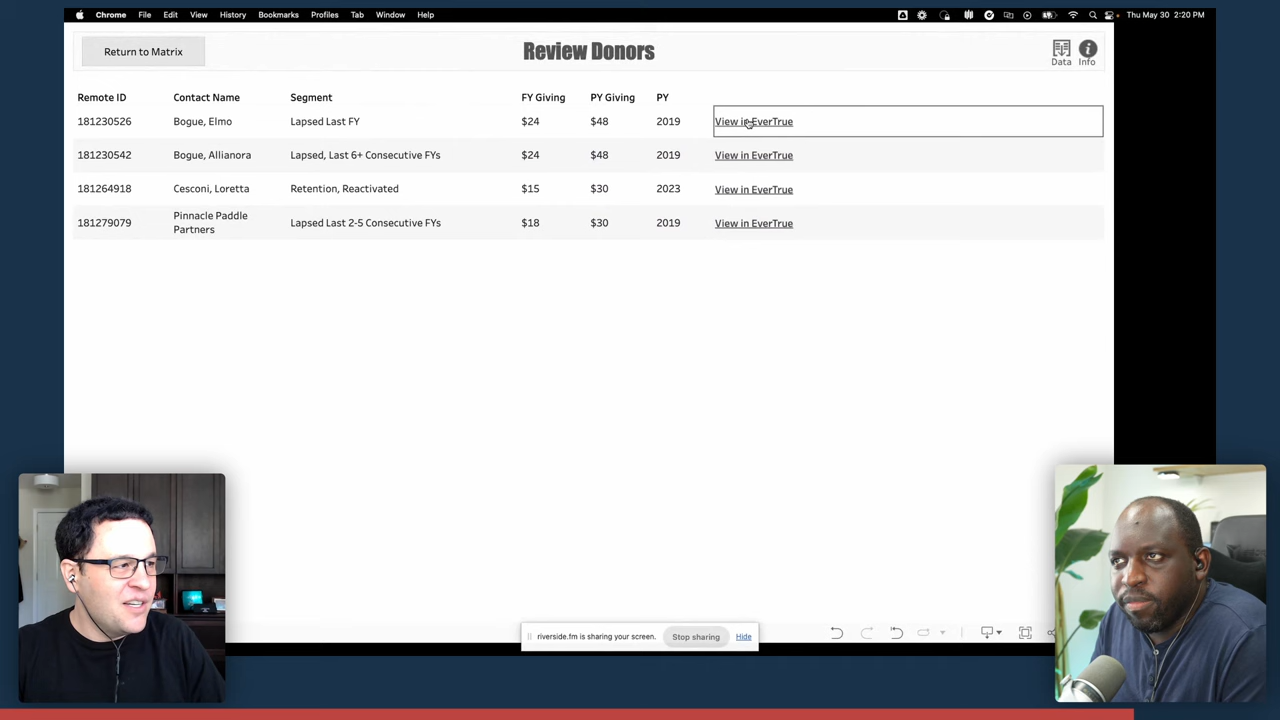 Chrome File Edit View History Bookmarks Profiles Tab Window Help Thu May 30 2:20 PM
Return to Matrix
Review Donors
Data Info
Remote ID Contact Name Segment FY Giving PY Giving PY
181230526 Bogue, Elmo Lapsed Last FY $24 $48 2019 View in EverTrue
181230542 Bogue, Allianora Lapsed, Last 6+ Consecutive FYs $24 $48 2019 View in EverTrue
181264918 Cesconi, Loretta Retention, Reactivated $15 $30 2023 View in EverTrue
181279079 Pinnacle Paddle Partners Lapsed Last 2-5 Consecutive FYs $18 $30 2019 View in EverTrue
riverside.fm is sharing your screen. Stop sharing Hide